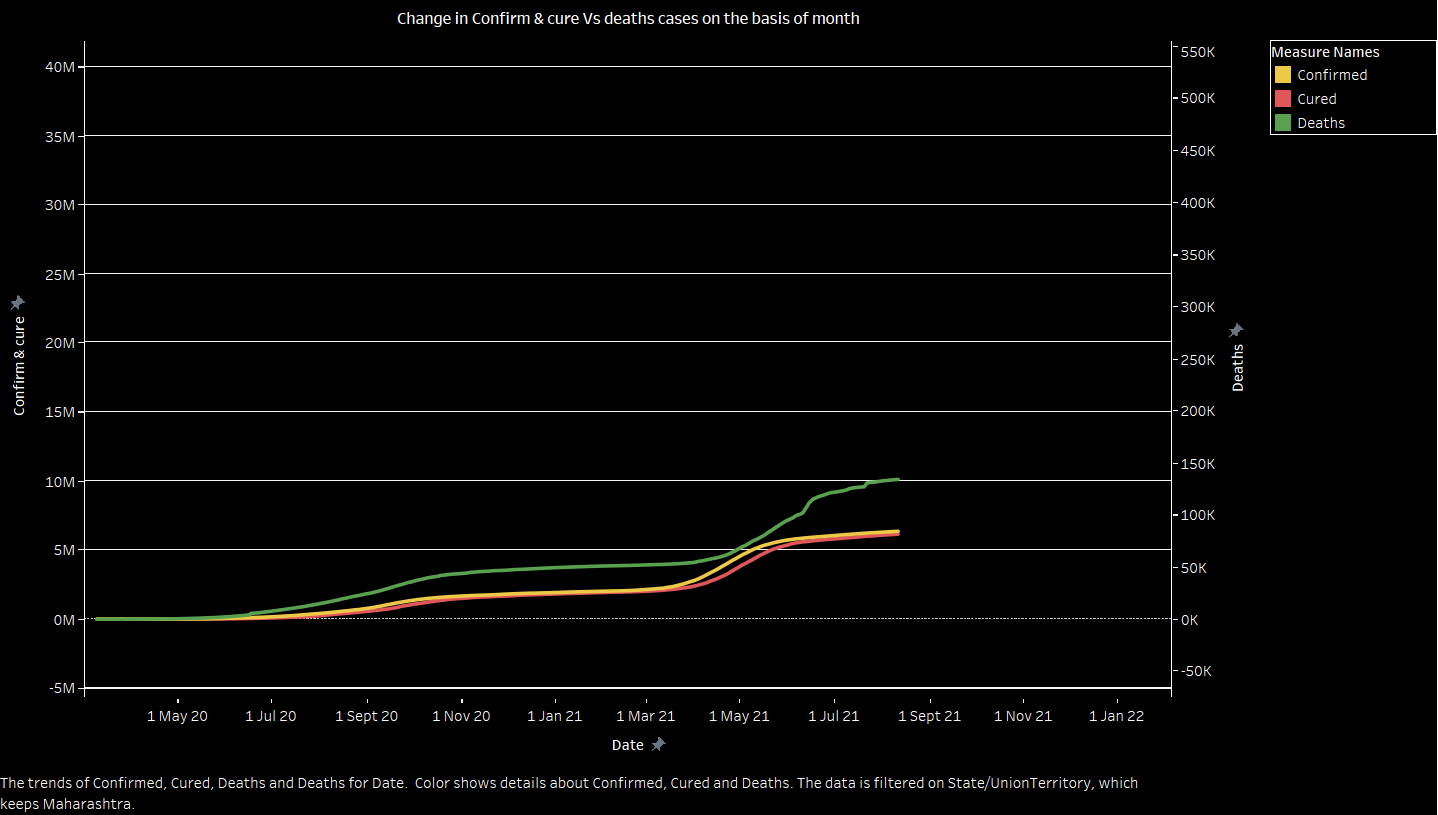 Change in Confirm & cure Vs deaths cases on the basis of month
Measure Names
Confirmed
Cured
Deaths
40M
35M
30M
25M
20M
15M
10M
5M
0M
-5M
Confirm & cure
550K
500K
450K
400K
350K
300K
250K
200K
150K
100K
50K
0K
-50K
Deaths
1 May 20
1 Jul 20
1 Sept 20
1 Nov 20
1 Jan 21
1 Mar 21
1 May 21
1 Jul 21
1 Sept 21
1 Nov 21
1 Jan 22
Date
The trends of Confirmed, Cured, Deaths and Deaths for Date.  Color shows details about Confirmed, Cured and Deaths. The data is filtered on State/UnionTerritory, which
keeps Maharashtra.